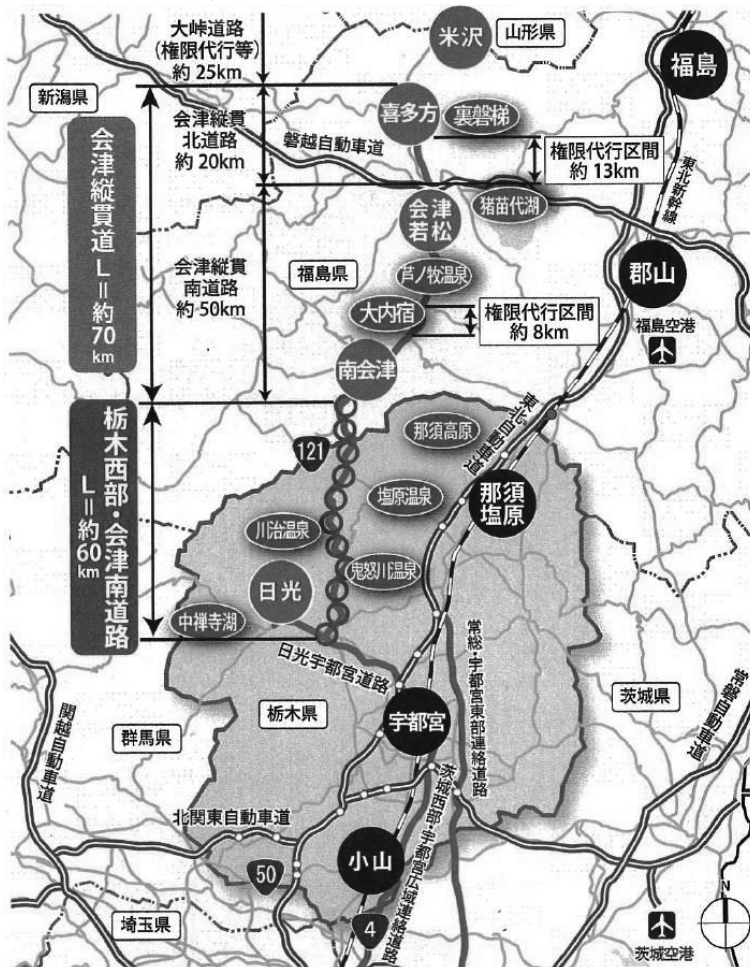 大峠道路
(権限代行等)
約25km
米沢
山形県
福島
新潟県
喜多方
裏磐梯
会津縦貫
北道路
約20km
磐越自動車道
権限代行区間
約13km
東北新幹線
会津縦貫道 L=約70km
会津
若松
猪苗代湖
会津縦貫
南道路
約50km
福島県
芦ノ牧温泉
郡山
大内宿
権限代行区間
約8km
福島空港
南会津
栃木西部・会津南道路
L=約60km
121
那須高原
東北自動車道
塩原温泉
那須
塩原
川治温泉
鬼怒川温泉
日光
中禅寺湖
日光宇都宮道路
常総・宇都宮東部連絡道路
栃木県
宇都宮
茨城県
常磐自動車道
関越自動車道
群馬県
北関東自動車道
茨城西部・宇都宮広域連絡道路
小山
50
4
埼玉県
N
茨城空港